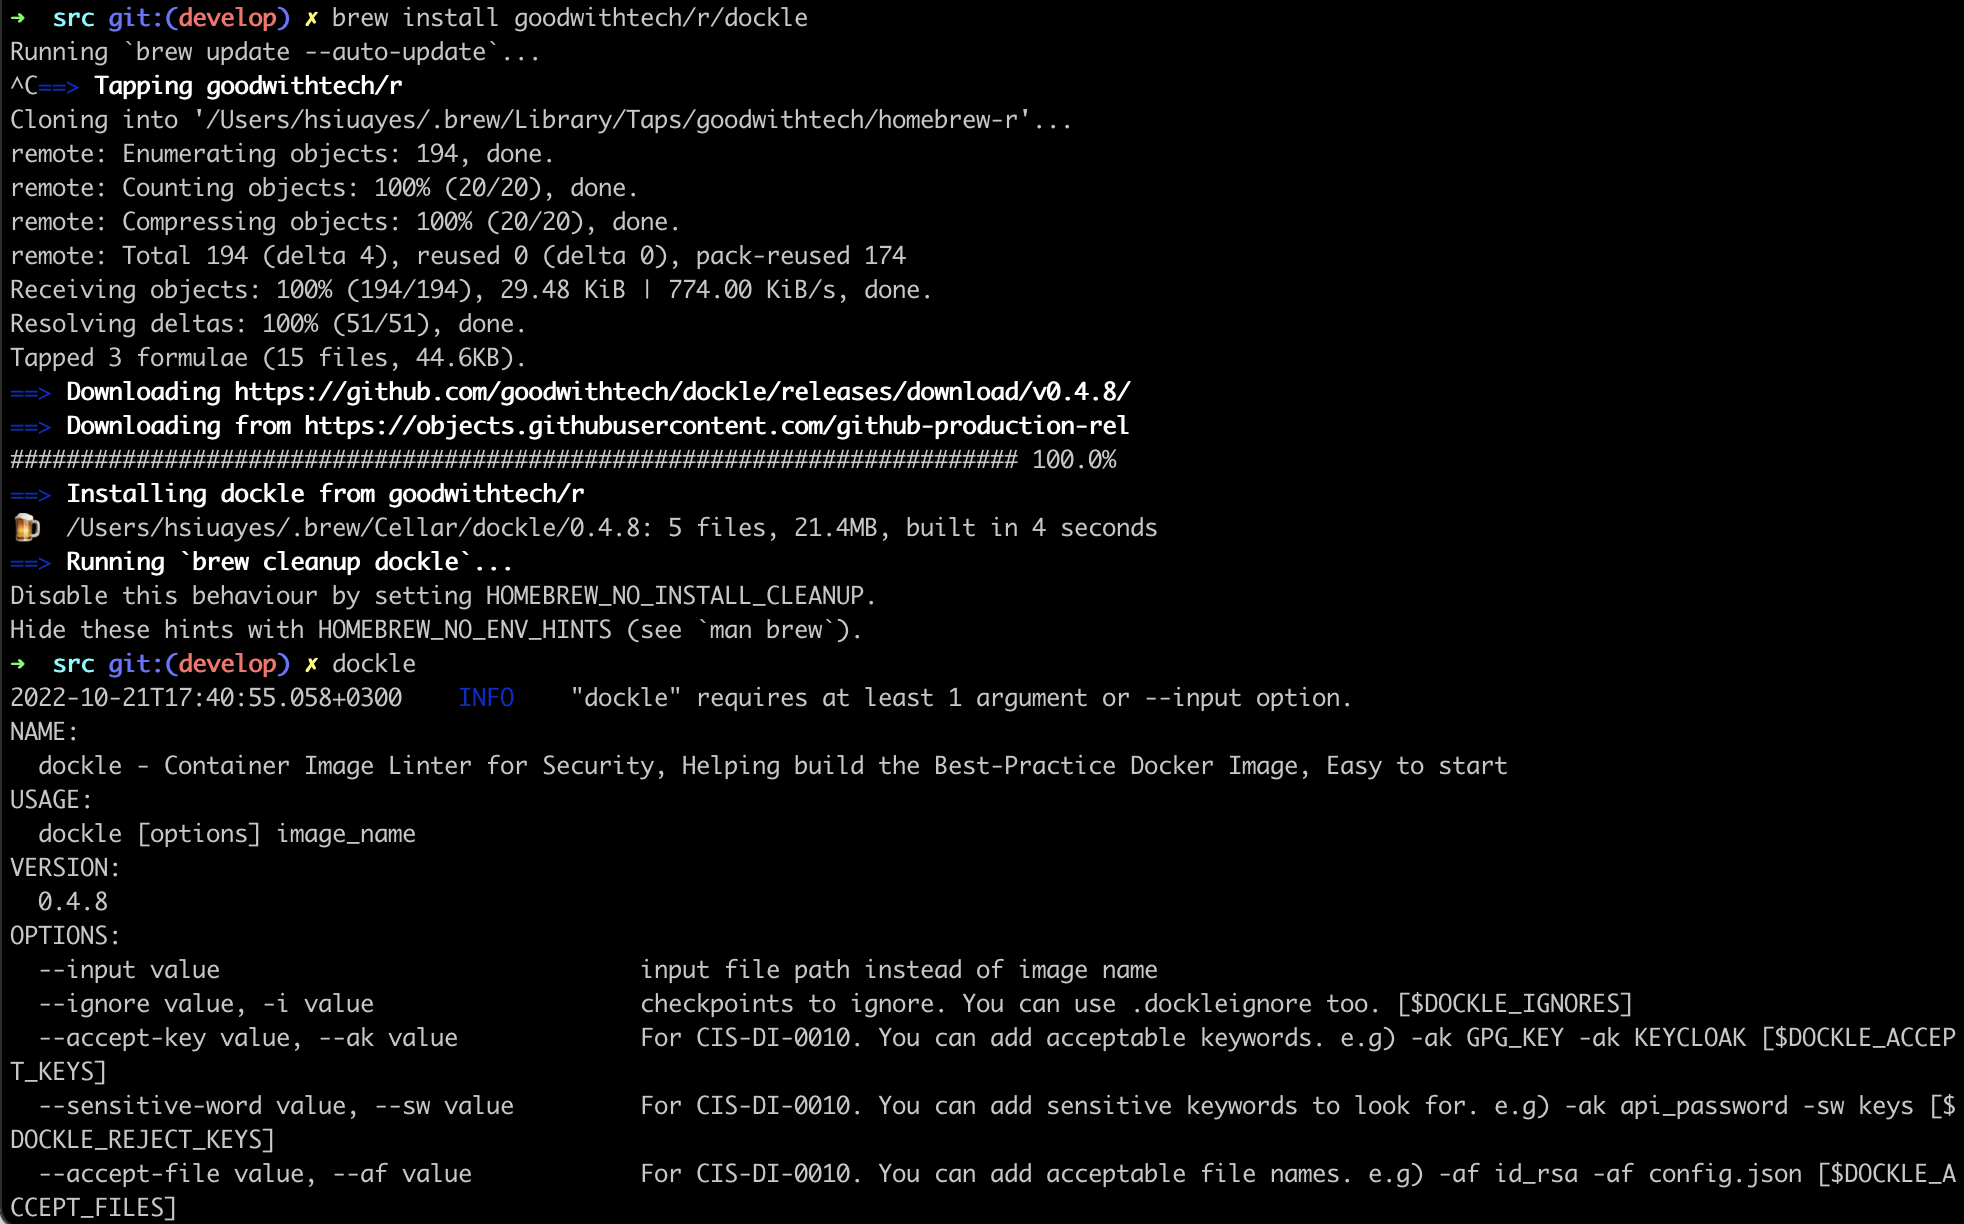 ➜  src git:(develop) ✗ brew install goodwithtech/r/dockle
Running `brew update --auto-update`...
^C==> Tapping goodwithtech/r
Cloning into '/Users/hsiuayes/.brew/Library/Taps/goodwithtech/homebrew-r'...
remote: Enumerating objects: 194, done.
remote: Counting objects: 100% (20/20), done.
remote: Compressing objects: 100% (20/20), done.
remote: Total 194 (delta 4), reused 0 (delta 0), pack-reused 174
Receiving objects: 100% (194/194), 29.48 KiB | 774.00 KiB/s, done.
Resolving deltas: 100% (51/51), done.
Tapped 3 formulae (15 files, 44.6KB).
==> Downloading https://github.com/goodwithtech/dockle/releases/download/v0.4.8/
==> Downloading from https://objects.githubusercontent.com/github-production-rel
######################################################################## 100.0%
==> Installing dockle from goodwithtech/r
🍺  /Users/hsiuayes/.brew/Cellar/dockle/0.4.8: 5 files, 21.4MB, built in 4 seconds
==> Running `brew cleanup dockle`...
Disable this behaviour by setting HOMEBREW_NO_INSTALL_CLEANUP.
Hide these hints with HOMEBREW_NO_ENV_HINTS (see `man brew`).
➜  src git:(develop) ✗ dockle
2022-10-21T17:40:55.058+0300    INFO    "dockle" requires at least 1 argument or --input option.
NAME:
  dockle - Container Image Linter for Security, Helping build the Best-Practice Docker Image, Easy to start
USAGE:
  dockle [options] image_name
VERSION:
  0.4.8
OPTIONS:
  --input value                              input file path instead of image name
  --ignore value, -i value                   checkpoints to ignore. You can use .dockleignore too. [$DOCKLE_IGNORES]
  --accept-key value, --ak value             For CIS-DI-0010. You can add acceptable keywords. e.g) -ak GPG_KEY -ak KEYCLOAK [$DOCKLE_ACCEP
T_KEYS]
  --sensitive-word value, --sw value         For CIS-DI-0010. You can add sensitive keywords to look for. e.g) -ak api_password -sw keys [$
DOCKLE_REJECT_KEYS]
  --accept-file value, --af value            For CIS-DI-0010. You can add acceptable file names. e.g) -af id_rsa -af config.json [$DOCKLE_A
CCEPT_FILES]